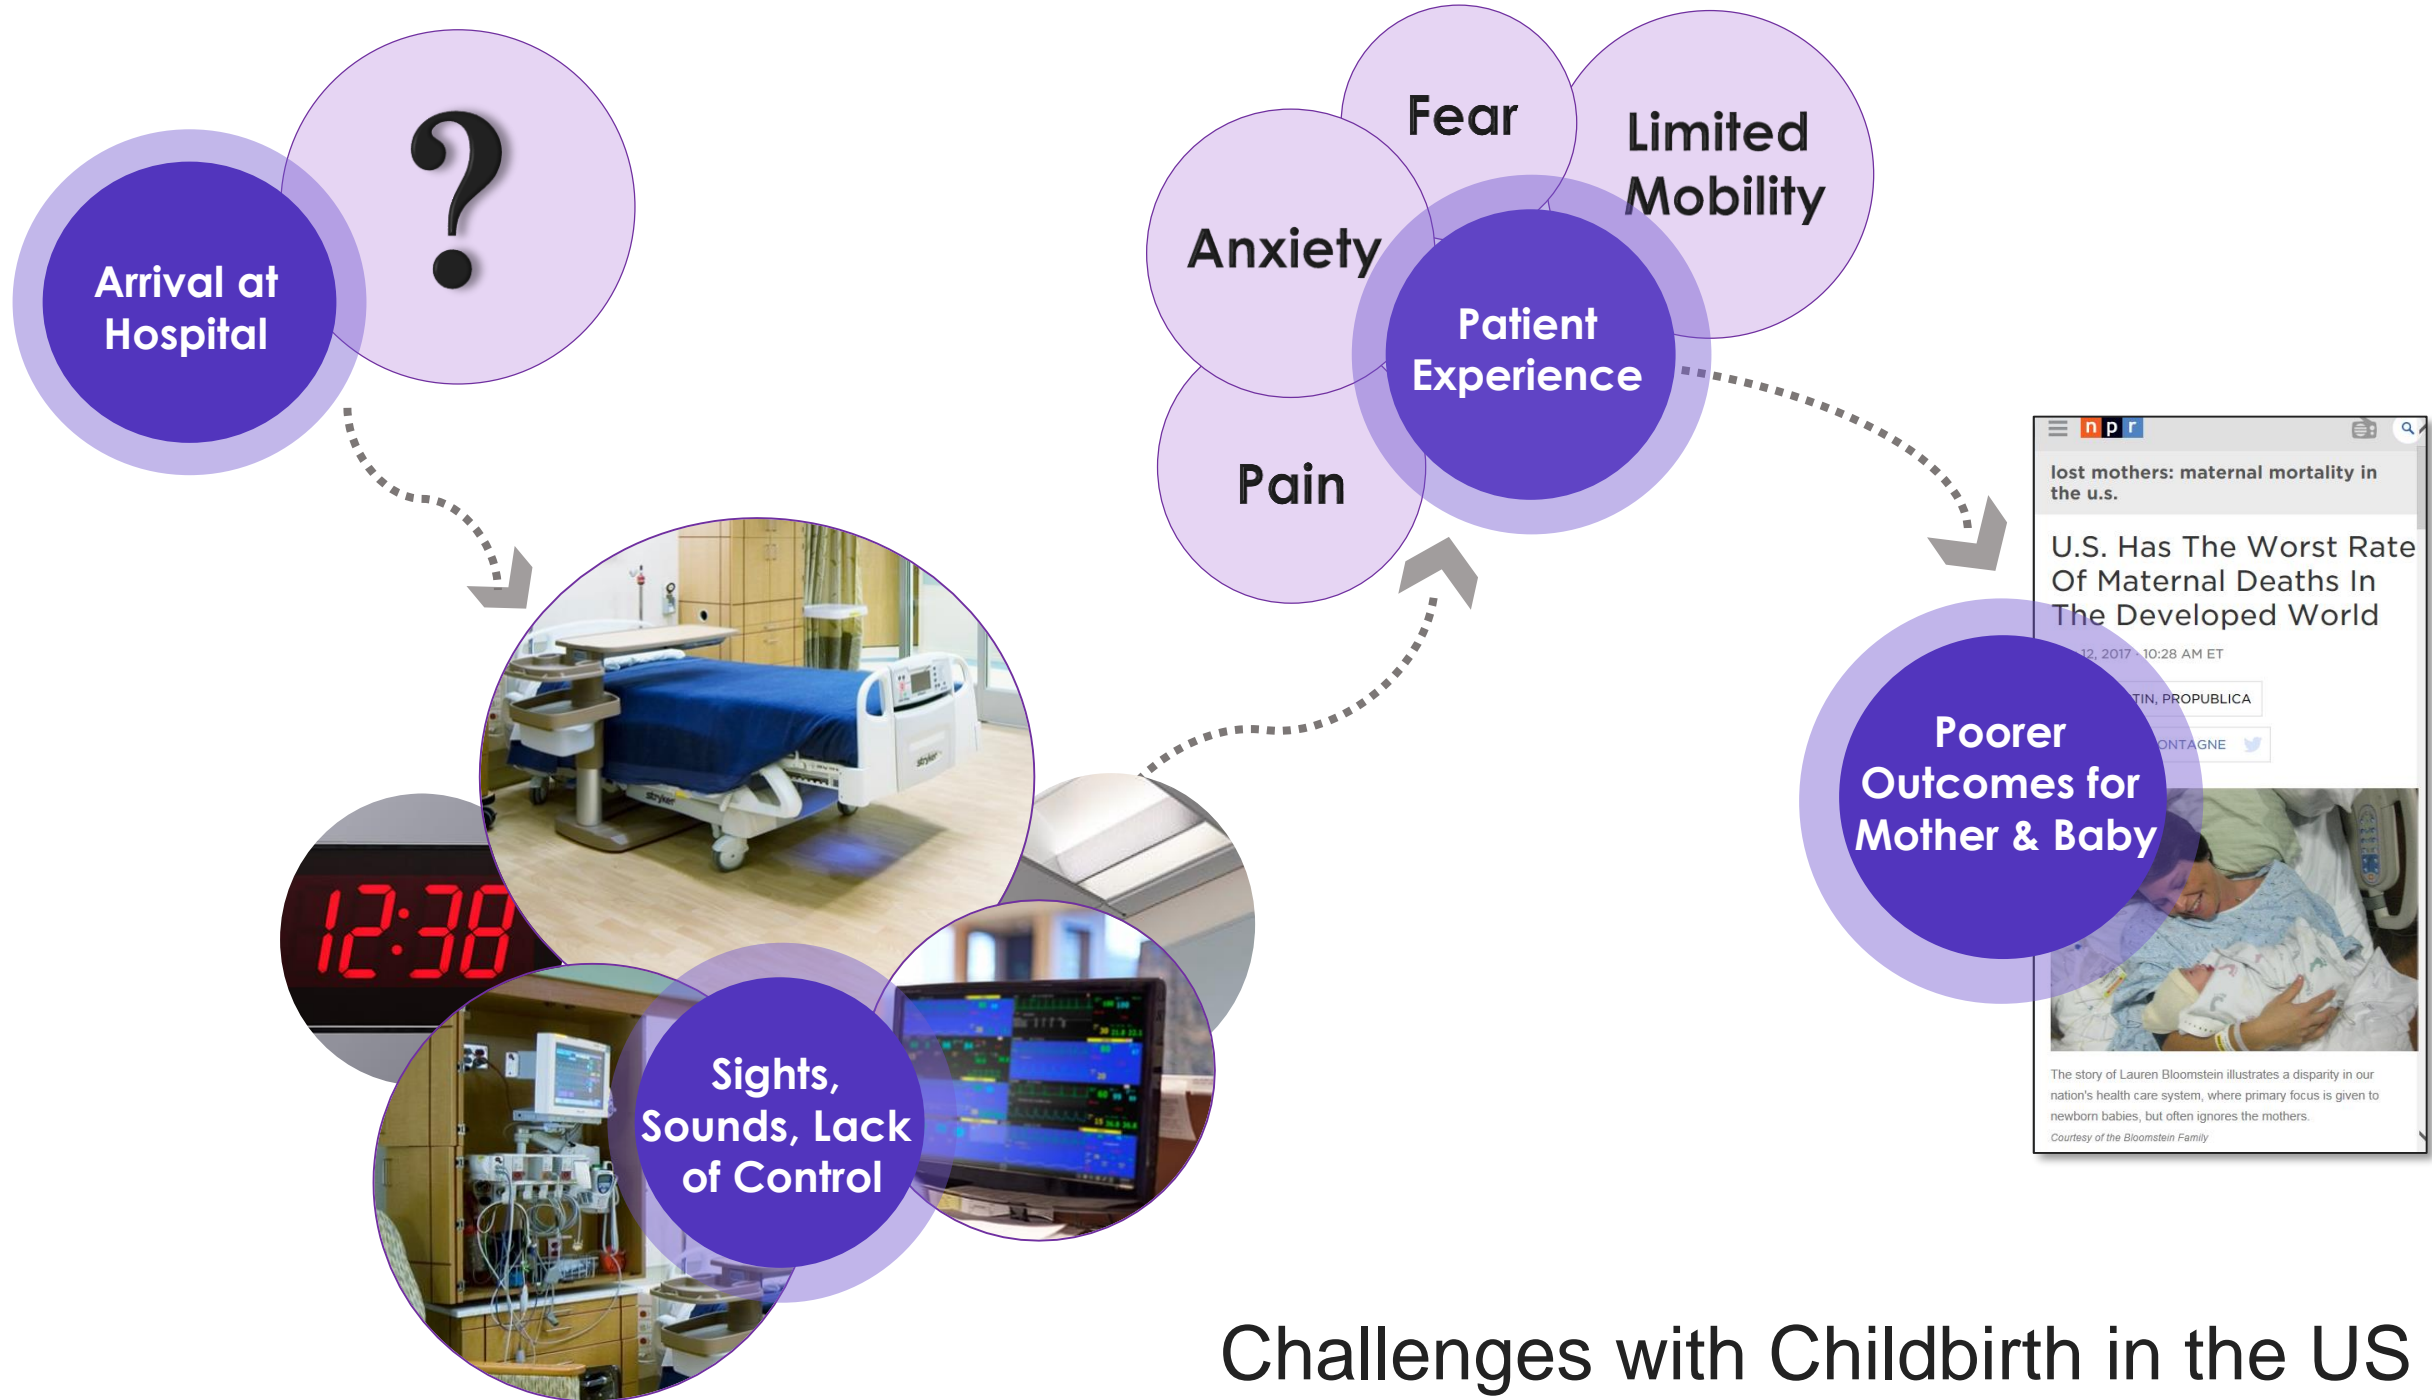 ?
Arrival at
Hospital
Fear
Limited
Mobility
Anxiety
Patient
Experience
Pain
12:38
stryker
stryker
Sights,
Sounds, Lack
of Control
npr
lost mothers: maternal mortality in
the u.s.
U.S. Has The Worst Rate
Of Maternal Deaths In
The Developed World
12, 2017 · 10:28 AM ET
PROPUBLICA
Poorer
Outcomes for
Mother & Baby
The story of Lauren Bloomstein illustrates a disparity in our
nation's health care system, where primary focus is given to
newborn babies, but often ignores the mothers.
Courtesy of the Bloomstein Family
Challenges with Childbirth in the US